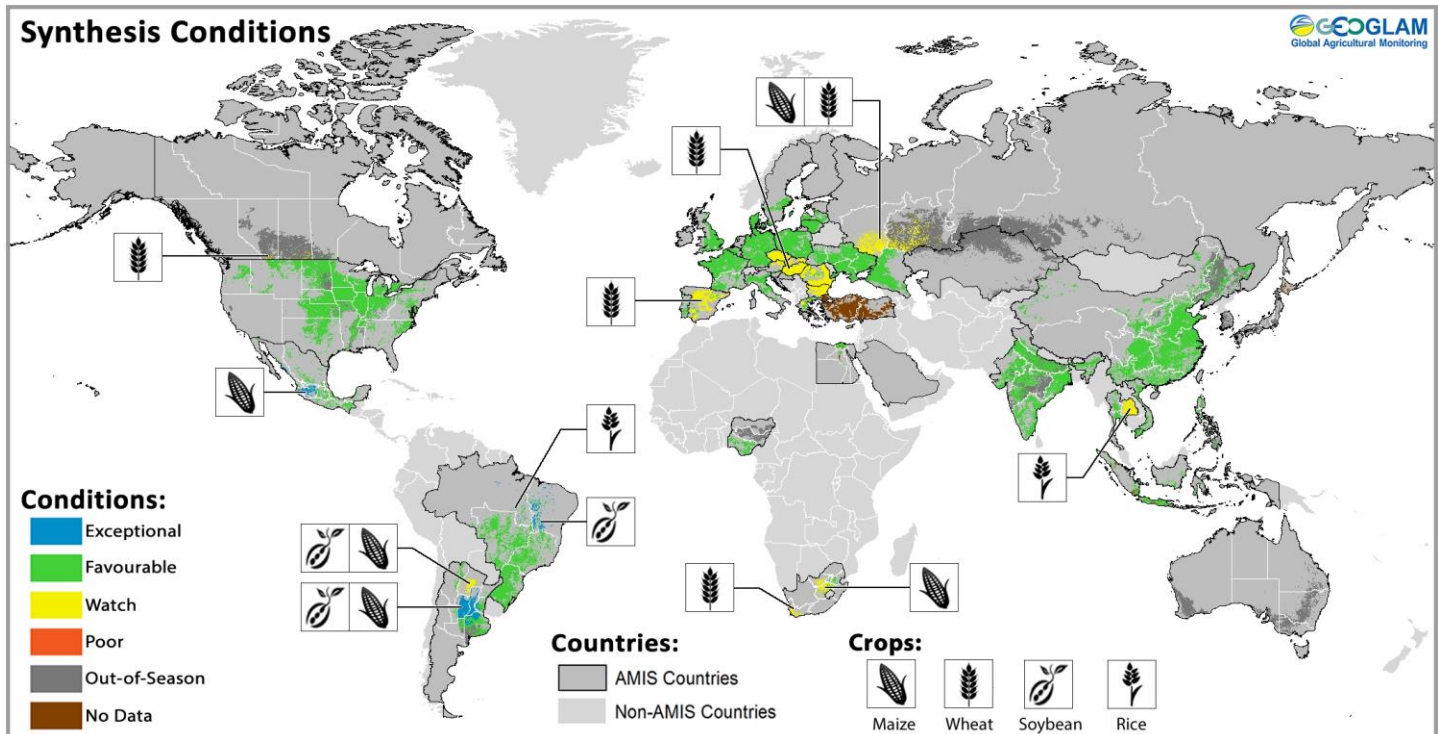 Synthesis Conditions
GEOGLAM
Global Agricultural Monitoring
Conditions:
Exceptional
Favourable
Watch
Poor
Out-of-Season
No Data
Countries:
AMIS Countries
Non-AMIS Countries
Crops:
Maize
Wheat
Soybean
Rice